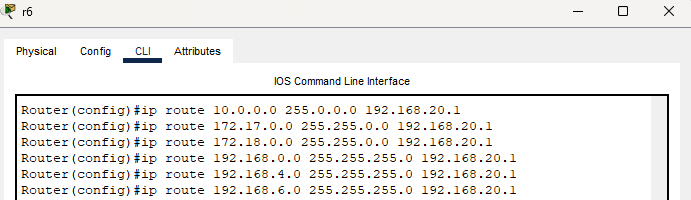 r6
Physical Config CLI Attributes
IOS Command Line Interface
Router(config)#ip route 10.0.0.0 255.0.0.0 192.168.20.1
Router(config)#ip route 172.17.0.0 255.255.0.0 192.168.20.1
Router(config)#ip route 172.18.0.0 255.255.0.0 192.168.20.1
Router(config)#ip route 192.168.0.0 255.255.255.0 192.168.20.1
Router(config)#ip route 192.168.4.0 255.255.255.0 192.168.20.1
Router(config)#ip route 192.168.6.0 255.255.255.0 192.168.20.1